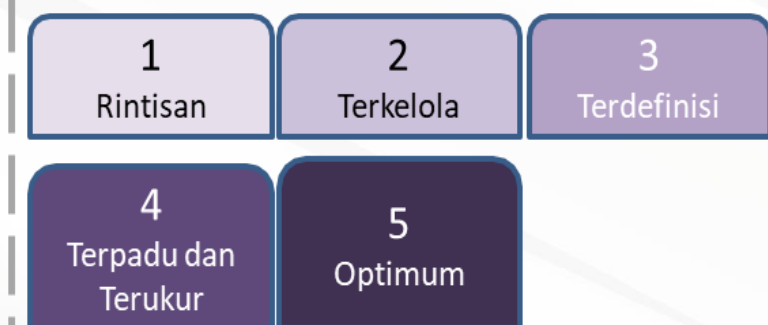 1
Rintisan
2
Terkelola
3
Terdefinisi
4
Terpadu dan
Terukur
5
Optimum